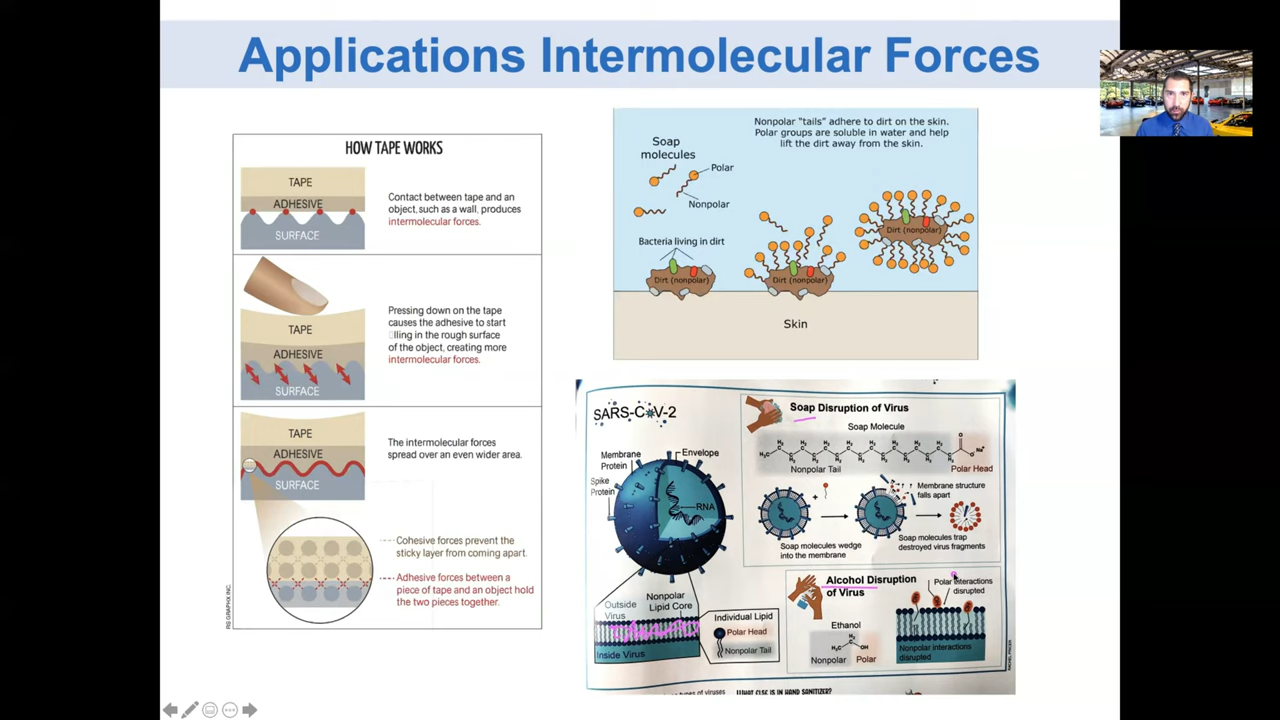 Applications Intermolecular Forces
HOW TAPE WORKS
TAPE
ADHESIVE
SURFACE
Contact between tape and an
object, such as a wall, produces
intermolecular forces.
TAPE
ADHESIVE
SURFACE
Pressing down on the tape
causes the adhesive to start
lling in the rough surface
of the object, creating more
intermolecular forces.
TAPE
ADHESIVE
SURFACE
The intermolecular forces
spread over an even wider area.
Cohesive forces prevent the
sticky layer from coming apart.
Adhesive forces between a
piece of tape and an object hold
the two pieces together.
RS GRAPHX INC.
Nonpolar “tails” adhere to dirt on the skin.
Polar groups are soluble in water and help
lift the dirt away from the skin.
Soap
molecules
Polar
Nonpolar
Bacteria living in dirt
Dirt (nonpolar)
Dirt (nonpolar)
Dirt (nonpolar)
Skin
SARS-CoV-2
Membrane
Protein
Envelope
Spike
Protein
RNA
Outside
Virus
Nonpolar
Lipid Core
Inside Virus
Individual Lipid
Polar Head
Nonpolar Tail
Soap Disruption of Virus
Soap Molecule
Nonpolar Tail
Polar Head
Membrane structure
falls apart
Soap molecules wedge
into the membrane
Soap molecules trap
destroyed virus fragments
Alcohol Disruption
of Virus
Polar interactions
disrupted
Ethanol
Nonpolar
Polar
Nonpolar interactions
disrupted
types of viruses
WHAT ELSE IS IN HAND SANITIZER?